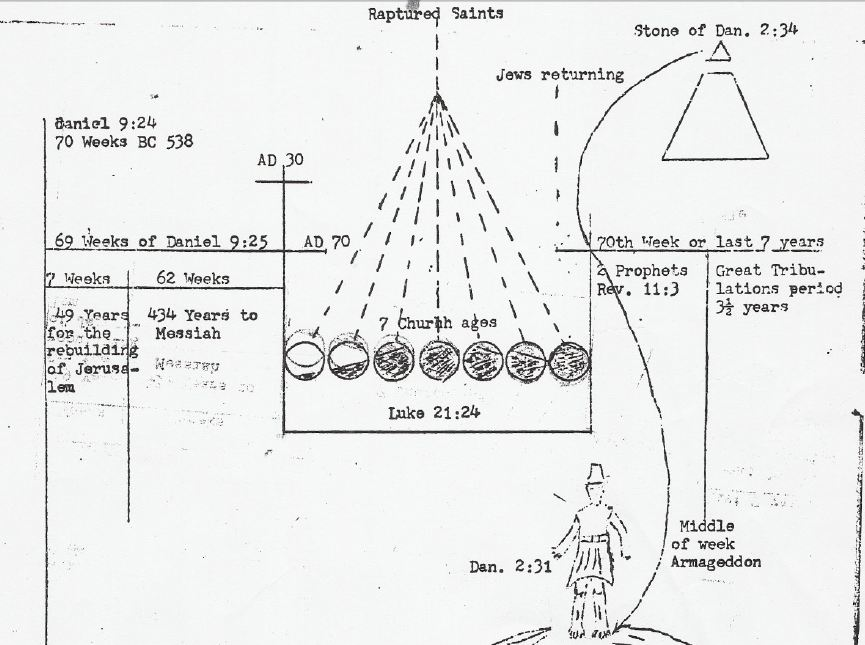 Raptured Saints
Stone of Dan. 2:34
Jews returning
Daniel 9:24
70 Weeks BC 538
AD 30
69 Weeks of Daniel 9:25
AD 70
70th Week or last 7 years
7 Weeks
62 Weeks
2 Prophets
Rev. 11:3
Great Tribu-
lations period
3½ years
49 Years
for the
rebuilding
of Jerusa-
lem
434 Years to
Messiah
7 Church ages
Luke 21:24
Dan. 2:31
Middle
of week
Armageddon